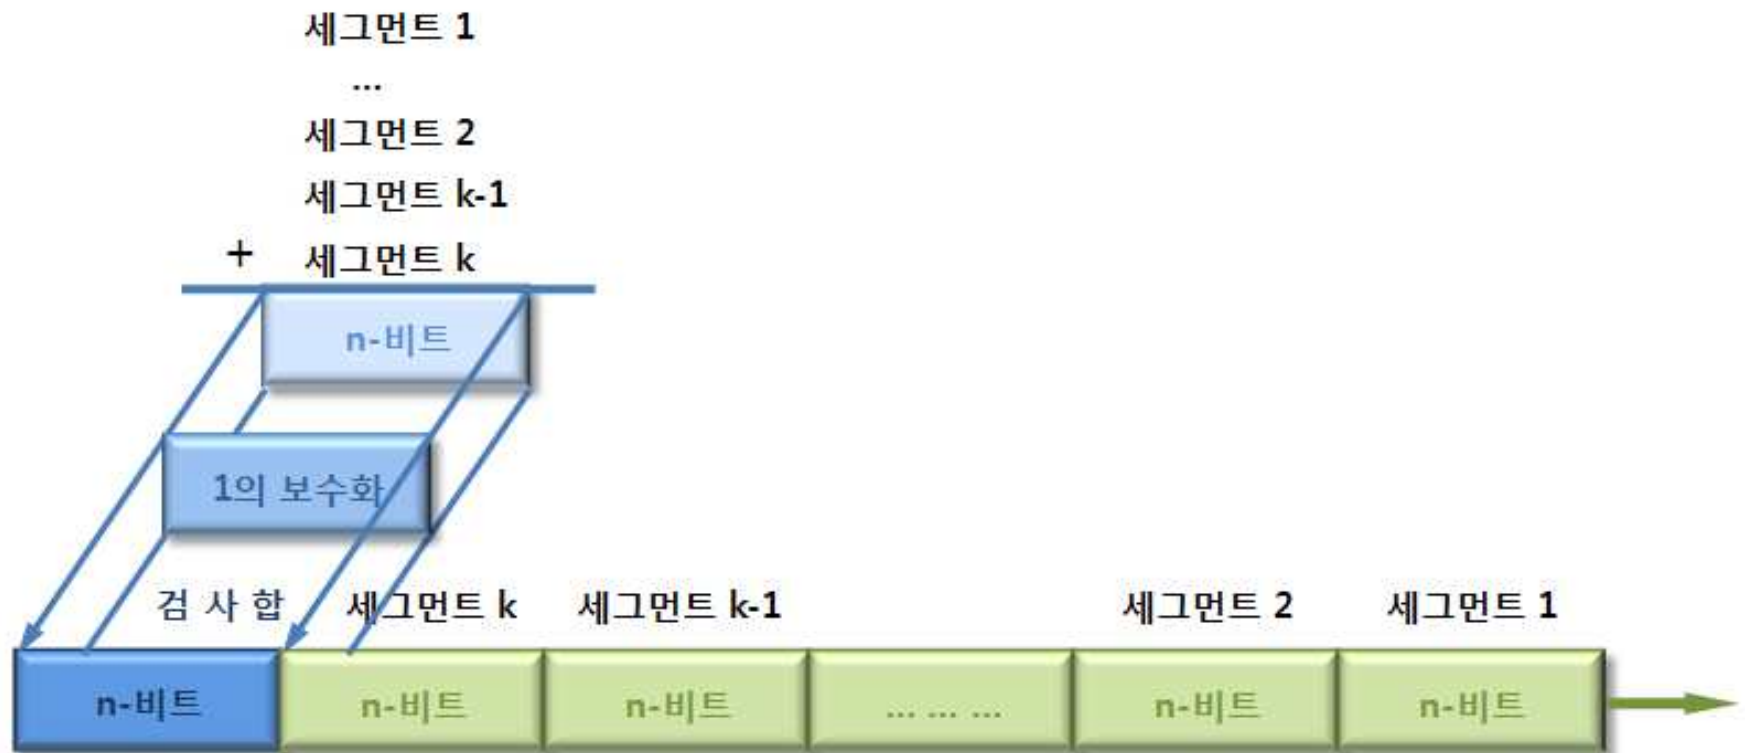 세그먼트 1
...
세그먼트 2
세그먼트 k-1
+ 세그먼트 k
n-비트
1의 보수화
검 사 합 세그먼트 k 세그먼트 k-1 세그먼트 2 세그먼트 1
n-비트 n-비트 n-비트 ... ... ... n-비트 n-비트